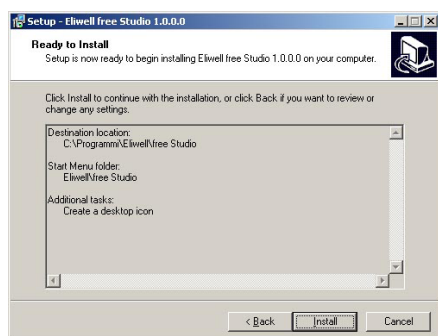 Setup - Eliwell free Studio 1.0.0.0
Ready to Install
Setup is now ready to begin installing Eliwell free Studio 1.0.0.0 on your computer.
Click Install to continue with the installation, or click Back if you want to review or
change any settings.
Destination location:
C:\Programmi\Eliwell\free Studio
Start Menu folder:
Eliwell\free Studio
Additional tasks:
Create a desktop icon
< Back
Install
Cancel